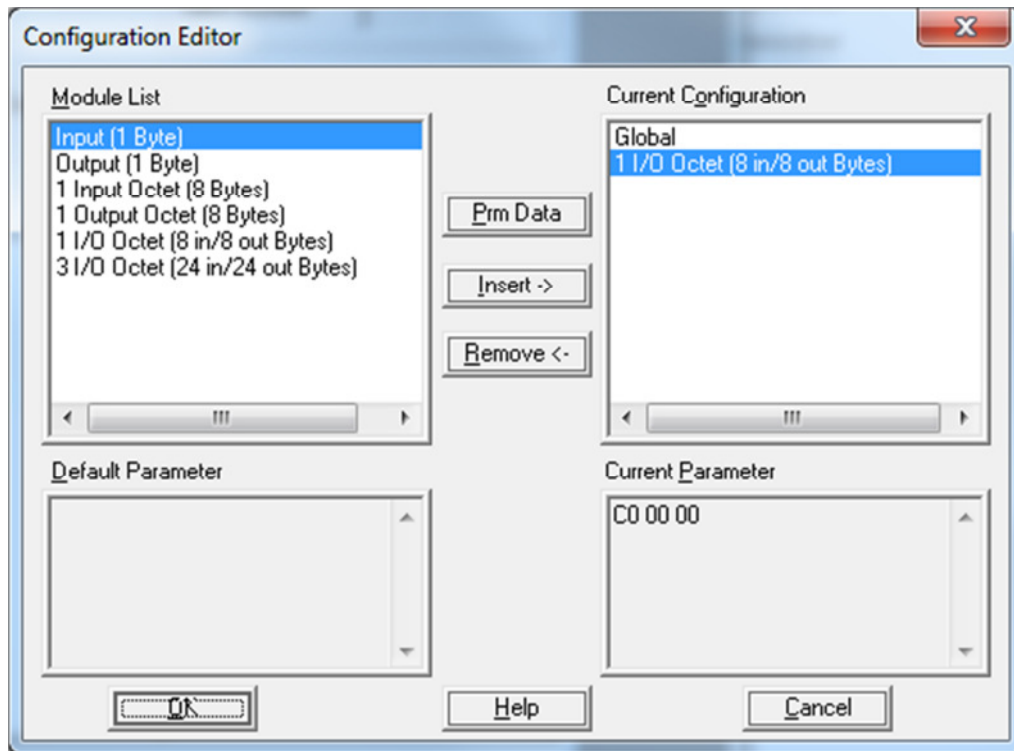 Configuration Editor
Module List
Input (1 Byte)
Output (1 Byte)
1 Input Octet (8 Bytes)
1 Output Octet (8 Bytes)
1 I/O Octet (8 in/8 out Bytes)
3 I/O Octet (24 in/24 out Bytes)
Prm Data
Insert ->
Remove <-
Current Configuration
Global
1 I/O Octet (8 in/8 out Bytes)
Default Parameter
Current Parameter
C0 00 00
OK
Help
Cancel